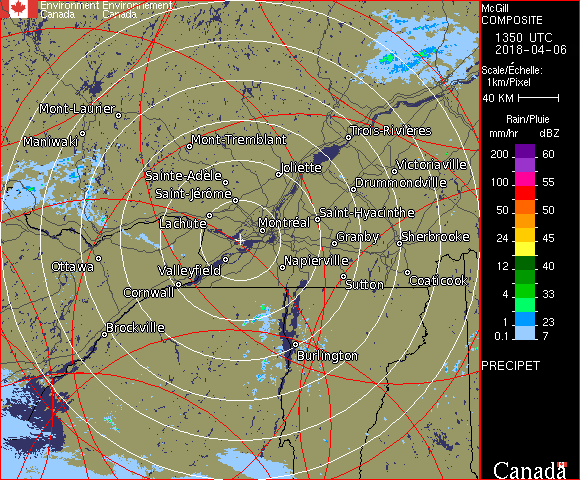 Environment Environnement
Canada Canada
McGill
COMPOSITE
1350 UTC
2018-04-06
Scale/Échelle:
1km/Pixel
40 KM
Rain/Pluie
mm/hr dBZ
200 60
150 55
100 55
50 50
24 45
12 40
4 33
1 23
0.1 7
PRECIPET
Canada
Mont-Laurier
Maniwaki
Mont-Tremblant
Trois-Rivières
Joliette
Victoriaville
Sainte-Adèle
Drummondville
Saint-Jérôme
Lachute
Saint-Hyacinthe
Montréal
Granby
Sherbrooke
Ottawa
Valleyfield
Napierville
Coaticook
Sutton
Cornwall
Brockville
Burlington